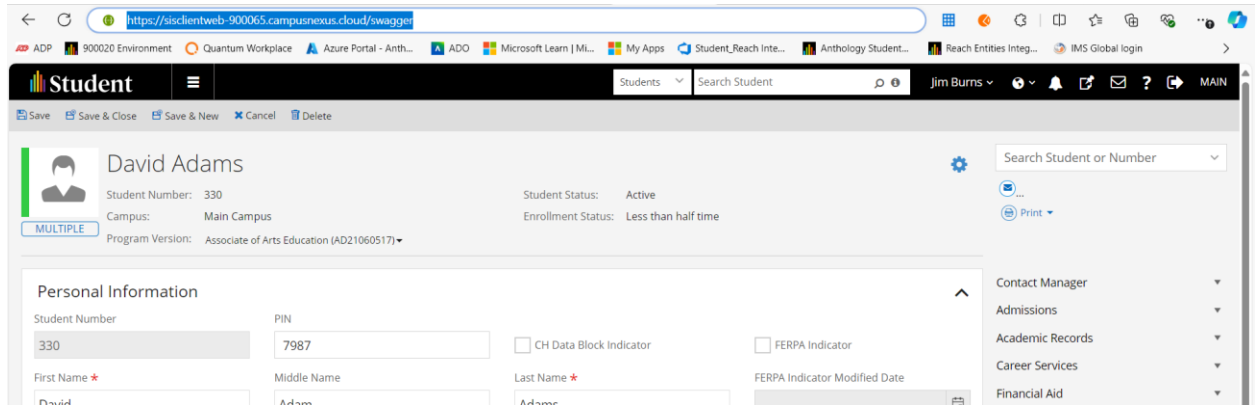 https://sisclientweb-900065.campusnexus.cloud/swagger
ADP 900020 Environment Quantum Workplace Azure Portal - Anth... ADO Microsoft Learn | Mi... My Apps Student_Reach Inte... Anthology Student... Reach Entities Integ... IMS Global login
Student Students Search Student Jim Burns ? MAIN
Save Save & Close Save & New Cancel Delete
David Adams
Search Student or Number
Student Number: 330 Student Status: Active
...
Campus: Main Campus Enrollment Status: Less than half time
Print
MULTIPLE
Program Version: Associate of Arts Education (AD21060517)
Contact Manager
Personal Information
Admissions
Student Number PIN
330 7987 CH Data Block Indicator FERPA Indicator
Academic Records
Career Services
First Name * Middle Name Last Name * FERPA Indicator Modified Date
Financial Aid
David Adam Adams